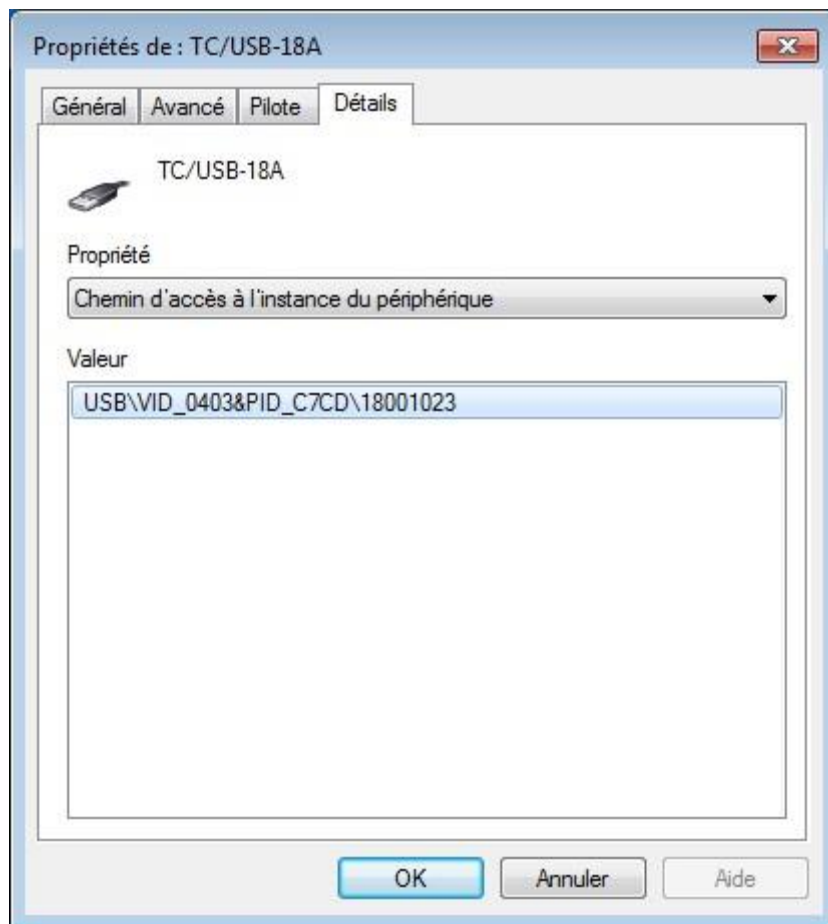 Propriétés de : TC/USB-18A
Général Avancé Pilote Détails
TC/USB-18A
Propriété
Chemin d'accès à l'instance du périphérique
Valeur
USB\VID_0403&PID_C7CD\18001023
OK Annuler Aide